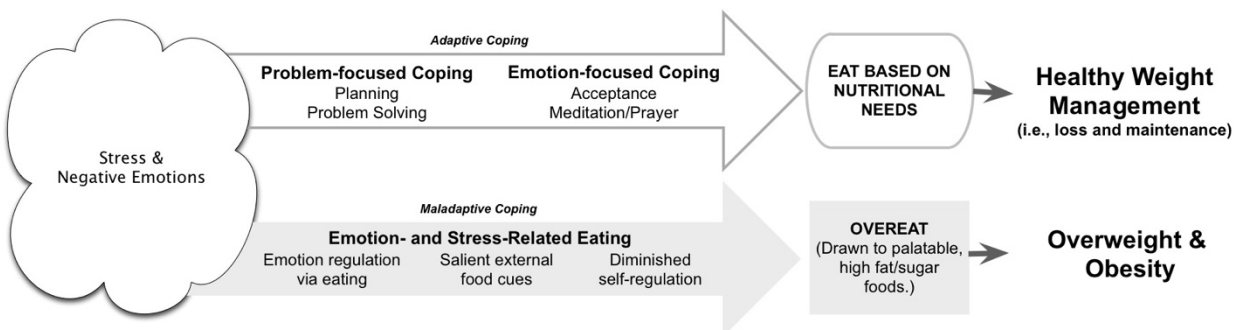 Stress &
Negative Emotions
Adaptive Coping
Problem-focused Coping
Planning
Problem Solving
Emotion-focused Coping
Acceptance
Meditation/Prayer
EAT BASED ON
NUTRITIONAL
NEEDS
Healthy Weight
Management
(i.e., loss and maintenance)
Maladaptive Coping
Emotion- and Stress-Related Eating
Emotion regulation
via eating
Salient external
food cues
Diminished
self-regulation
OVEREAT
(Drawn to palatable,
high fat/sugar
foods.)
Overweight &
Obesity